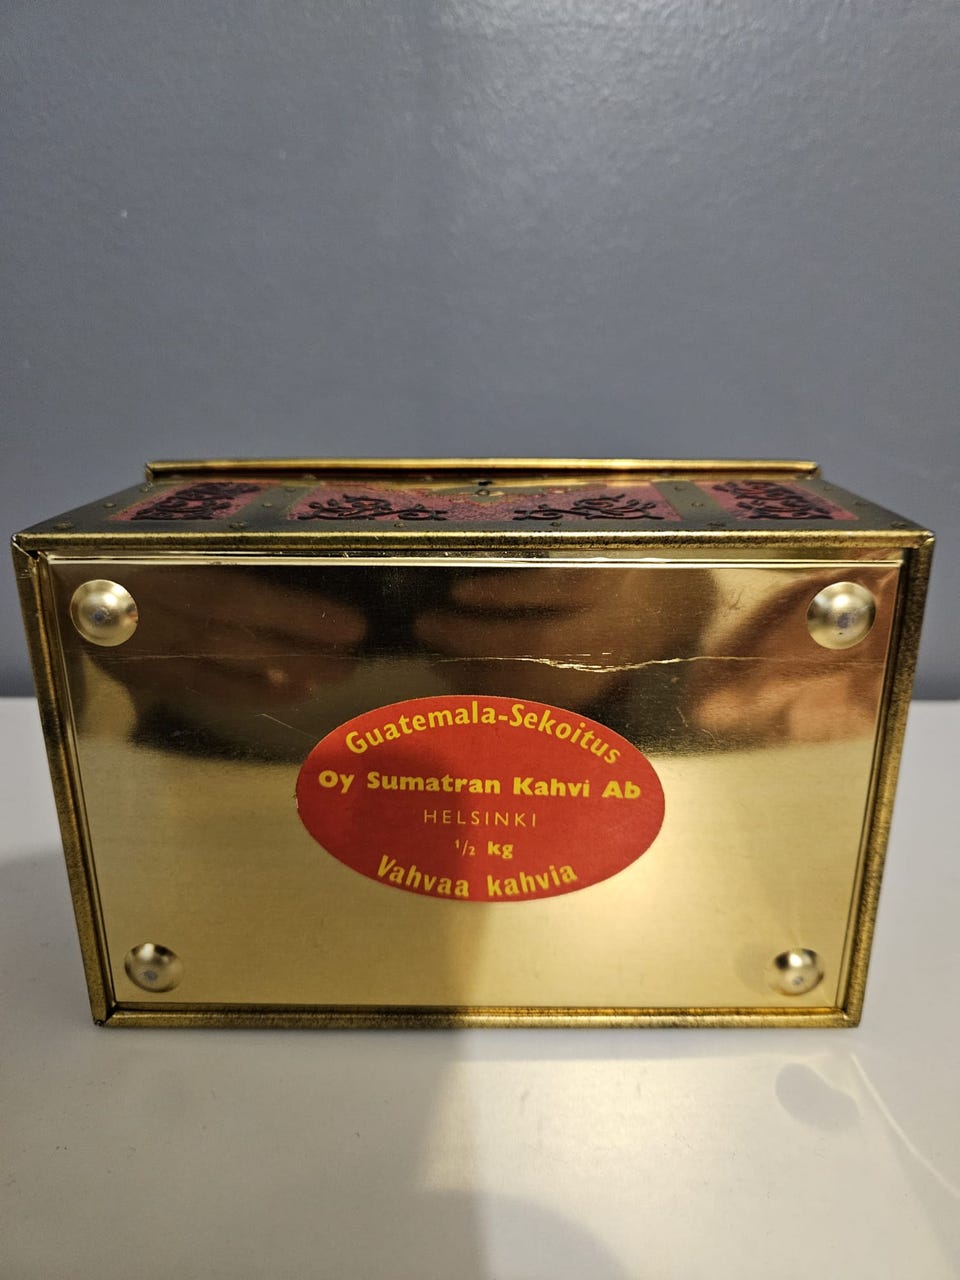 Guatemala-Sekoitus
Oy Sumatran Kahvi Ab
HELSINKI
½ kg
Vahvaa kahvia